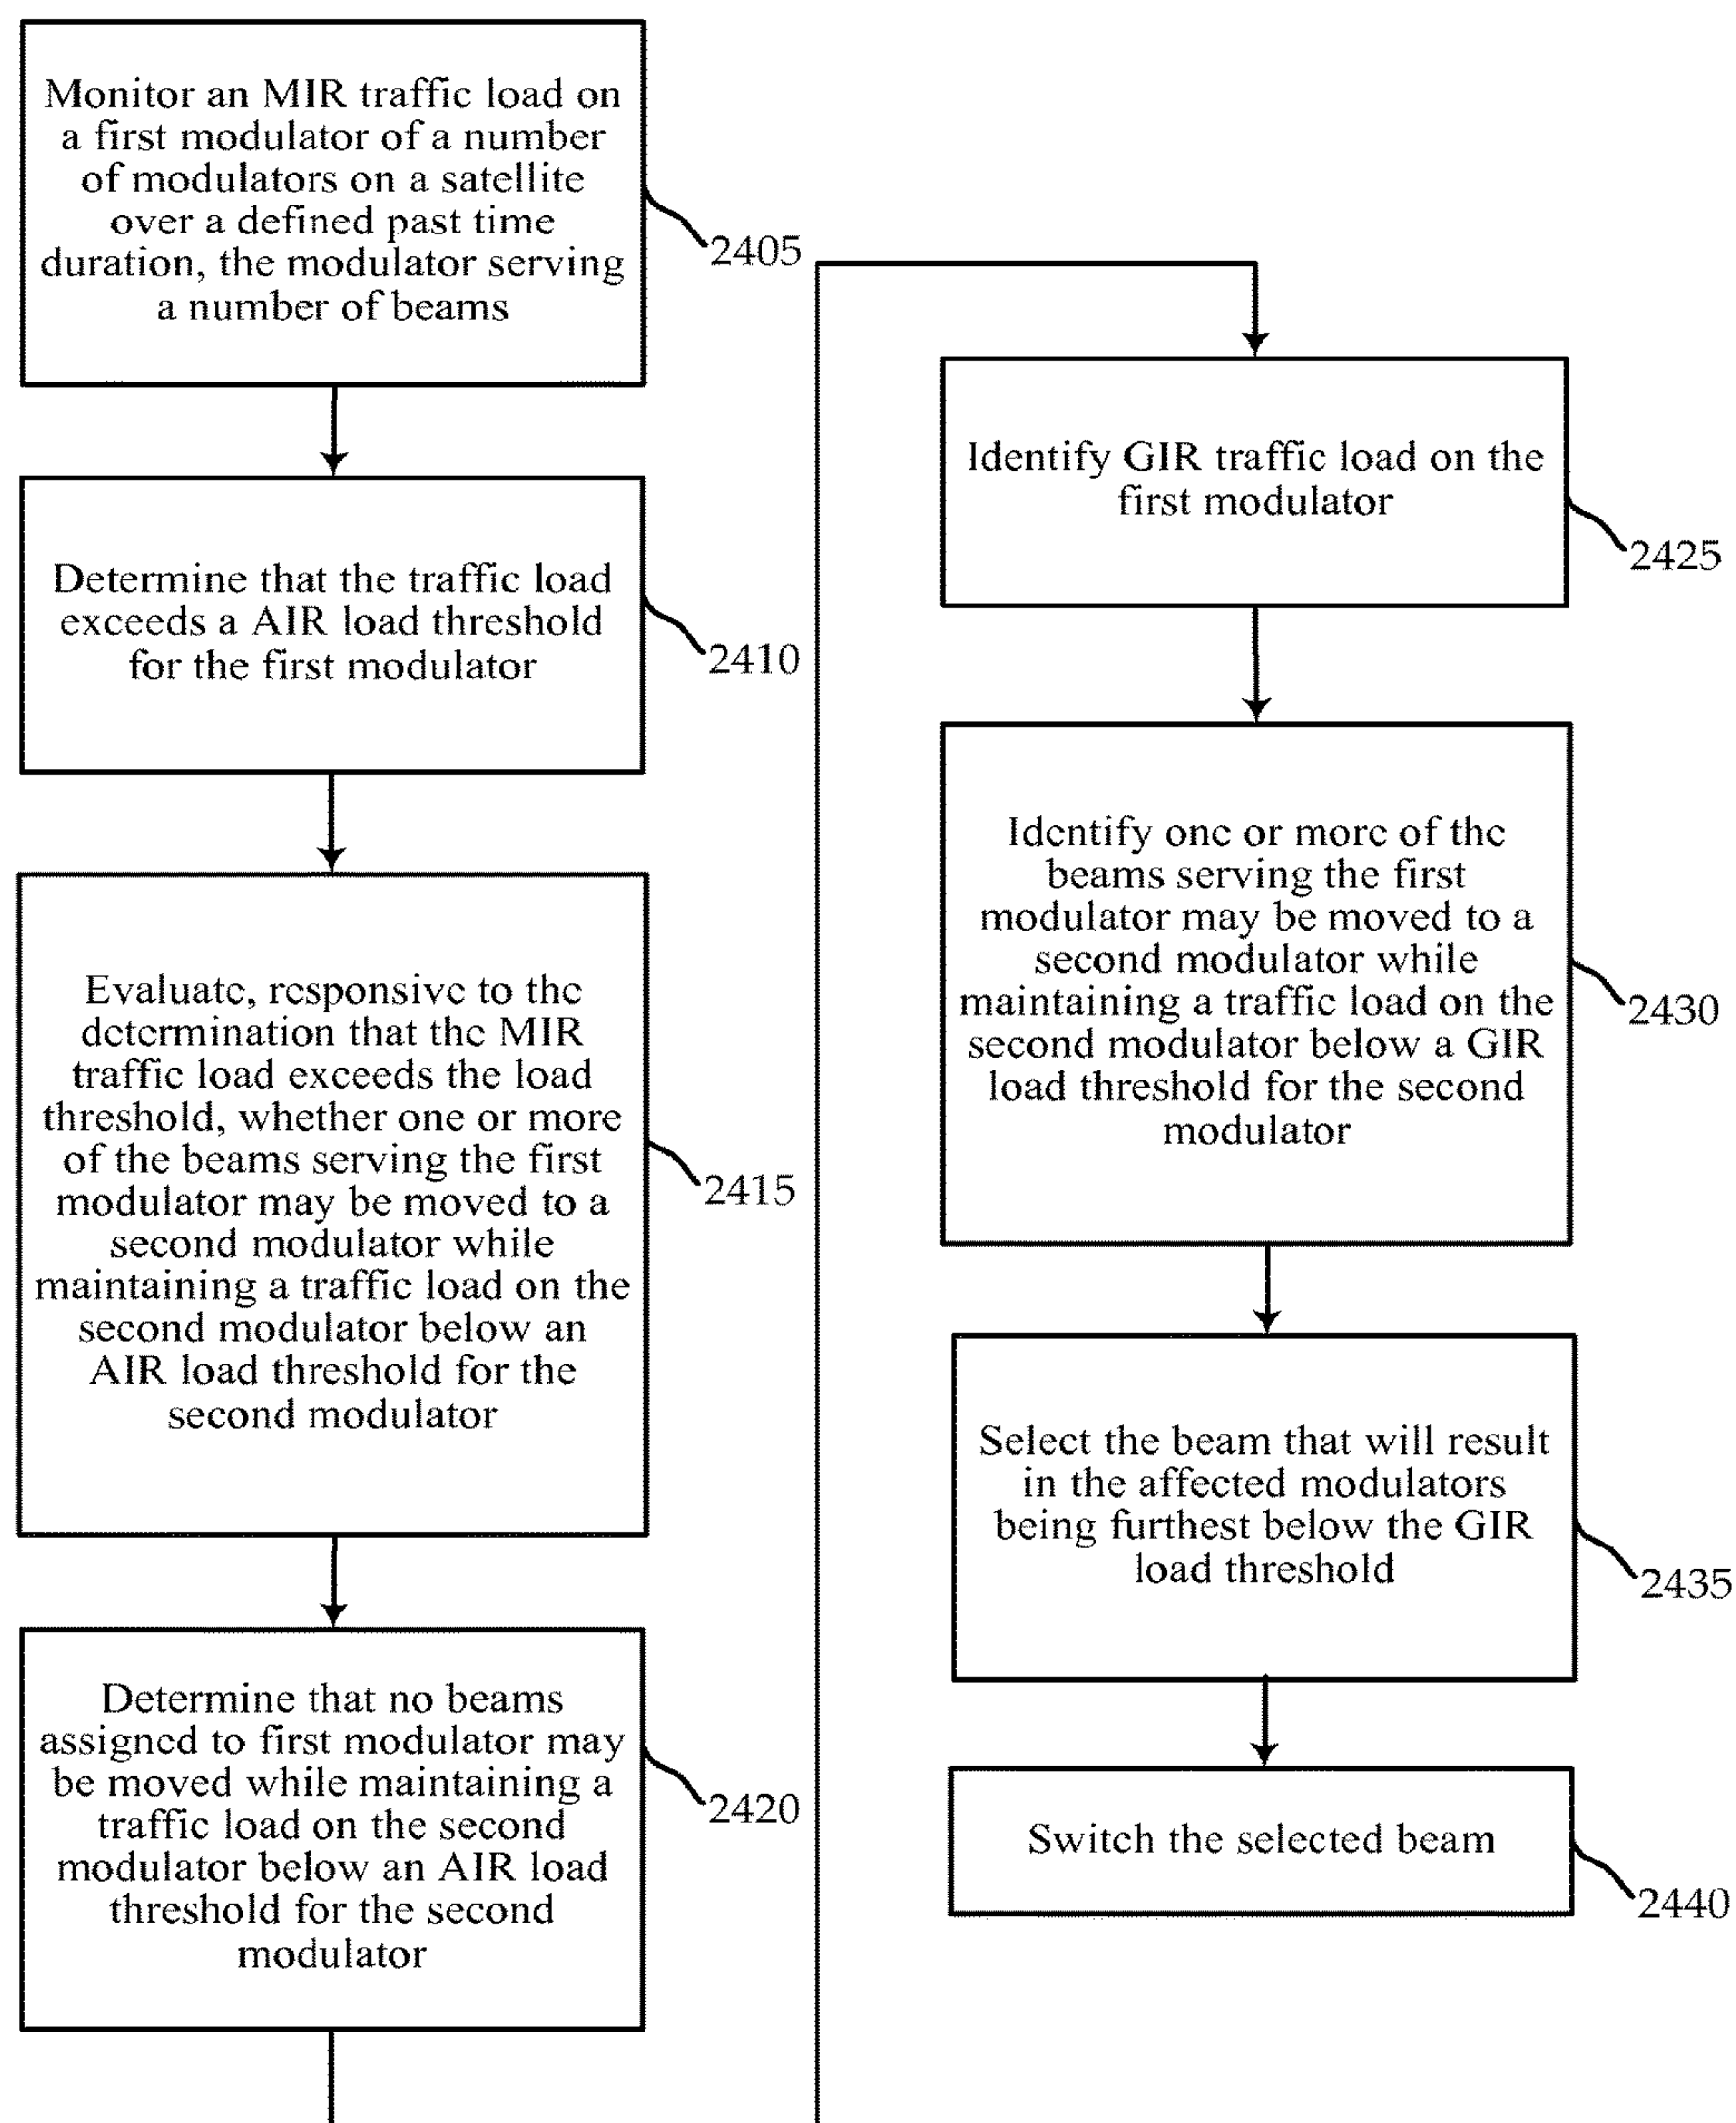 Monitor an MIR traffic load on
a first modulator of a number
of modulators on a satellite
over a defined past time
duration, the modulator serving
a number of beams
2405
Determine that the traffic load
exceeds a AIR load threshold
for the first modulator
2410
Evaluate, responsive to the
determination that the MIR
traffic load exceeds the load
threshold, whether one or more
of the beams serving the first
modulator may be moved to a
second modulator while
maintaining a traffic load on the
second modulator below an
AIR load threshold for the
second modulator
2415
Determine that no beams
assigned to first modulator may
be moved while maintaining a
traffic load on the second
modulator below an AIR load
threshold for the second
modulator
2420
Identify GIR traffic load on the
first modulator
2425
Identify one or more of the
beams serving the first
modulator may be moved to a
second modulator while
maintaining a traffic load on the
second modulator below a GIR
load threshold for the second
modulator
2430
Select the beam that will result
in the affected modulators
being furthest below the GIR
load threshold
2435
Switch the selected beam
2440